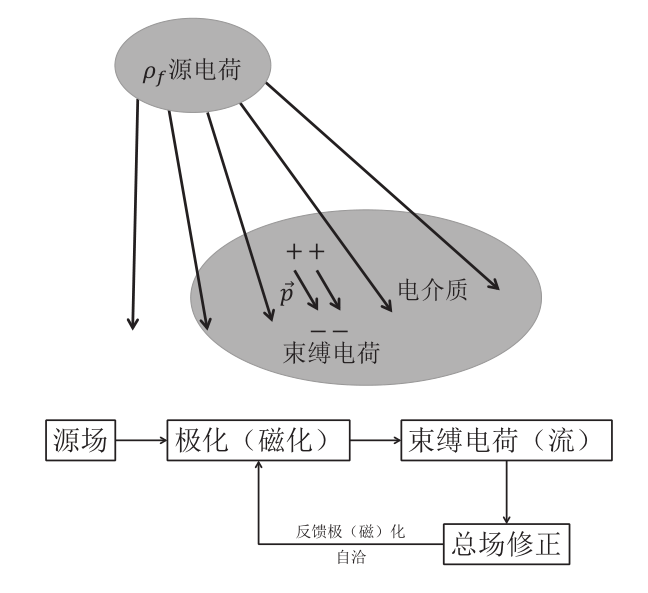 ρf源电荷
++
p⃗
电介质
−−
束缚电荷
源场
极化（磁化）
束缚电荷（流）
反馈极（磁）化
自洽
总场修正